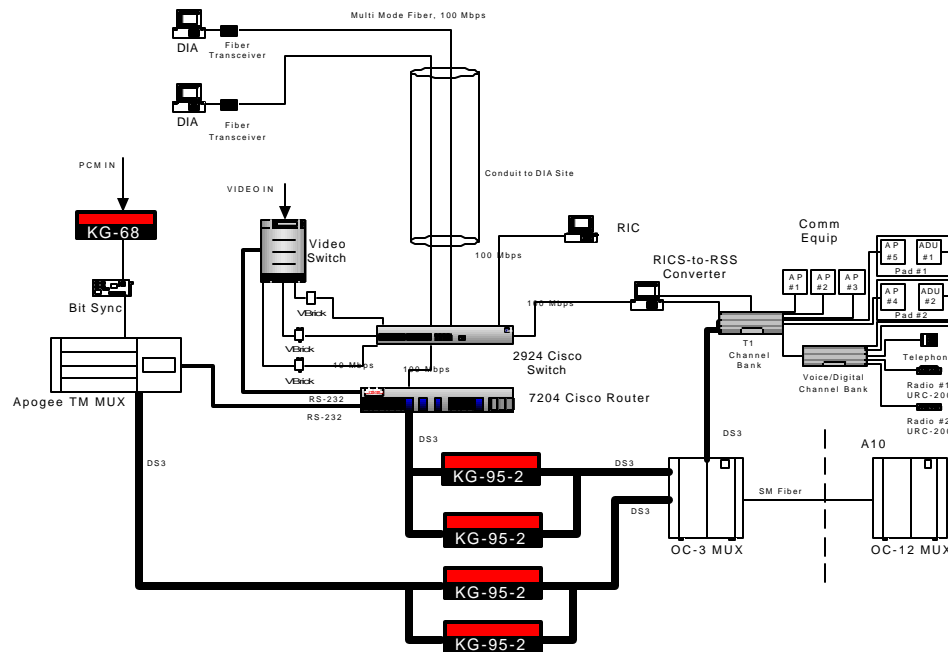 Multi Mode Fiber, 100 Mbps
DIA
Fiber
Transceiver
DIA
Fiber
Transceiver
PCM IN
KG-68
Bit Sync
VIDEO IN
Video
Switch
Conduit to DIA Site
RIC
100 Mbps
RICS-to-RSS
Converter
100 Mbps
Comm
Equip
AP
#1
AP
#2
AP
#3
AP
#5
ADU
#1
Pad #1
AP
#4
ADU
#2
Pad #2
T1
Channel
Bank
Voice/Digital
Channel Bank
Telephon
Radio #1
URC-200
Radio #2
URC-200
VBrick
VBrick
VBrick
10 Mbps
100 Mbps
2924 Cisco
Switch
7204 Cisco Router
RS-232
RS-232
Apogee TM MUX
DS3
DS3
DS3
DS3
KG-95-2
KG-95-2
KG-95-2
KG-95-2
OC-3 MUX
SM Fiber
A10
OC-12 MUX